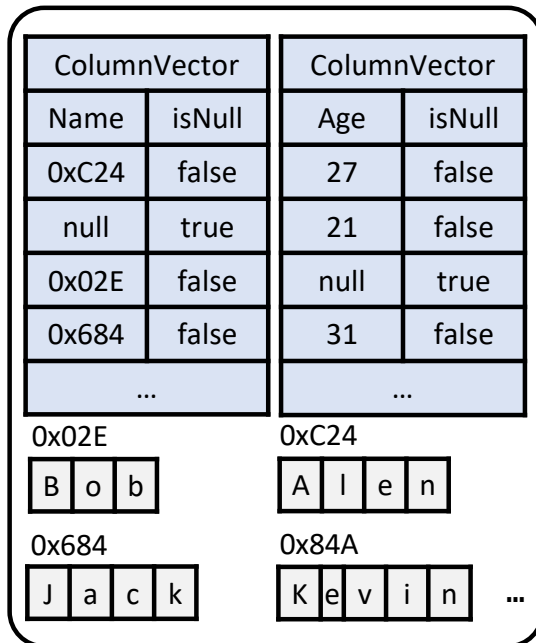 ColumnVector ColumnVector
Name isNull Age isNull
0xC24 false 27 false
null true 21 false
0x02E false null true
0x684 false 31 false
... ...
0x02E 0xC24
B o b A l e n
0x684 0x84A
J a c k K e v i n ...